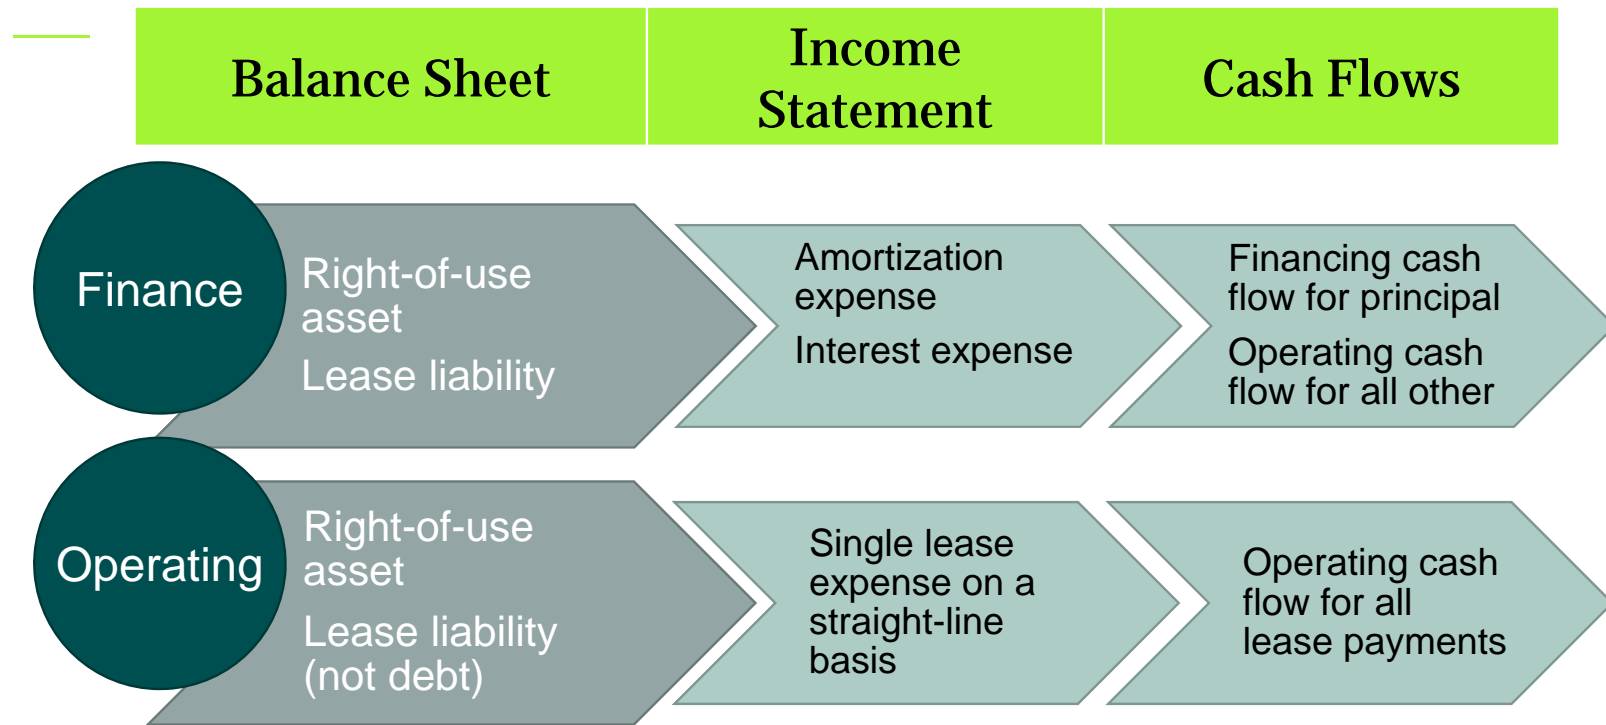 Balance Sheet
Income
Statement
Cash Flows
Finance
Right-of-use
asset
Lease liability
Amortization
expense
Interest expense
Financing cash
flow for principal
Operating cash
flow for all other
Operating
Right-of-use
asset
Lease liability
(not debt)
Single lease
expense on a
straight-line
basis
Operating cash
flow for all
lease payments